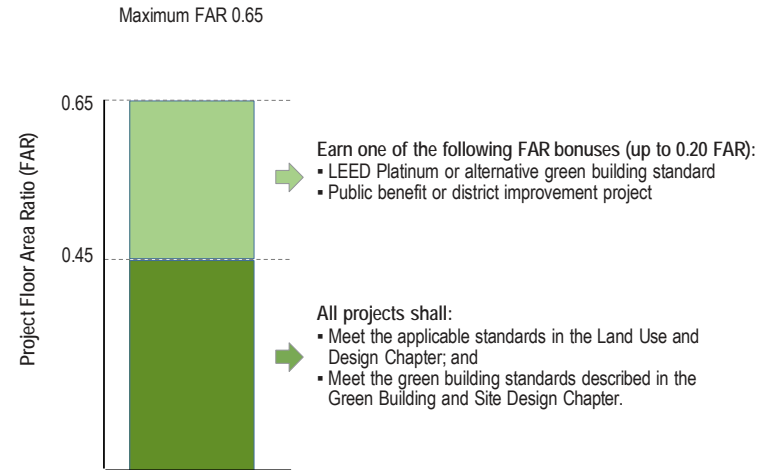 Maximum FAR 0.65
0.65
Project Floor Area Ratio (FAR)
Earn one of the following FAR bonuses (up to 0.20 FAR):
▪ LEED Platinum or alternative green building standard
▪ Public benefit or district improvement project
0.45
All projects shall:
▪ Meet the applicable standards in the Land Use and
Design Chapter; and
▪ Meet the green building standards described in the
Green Building and Site Design Chapter.